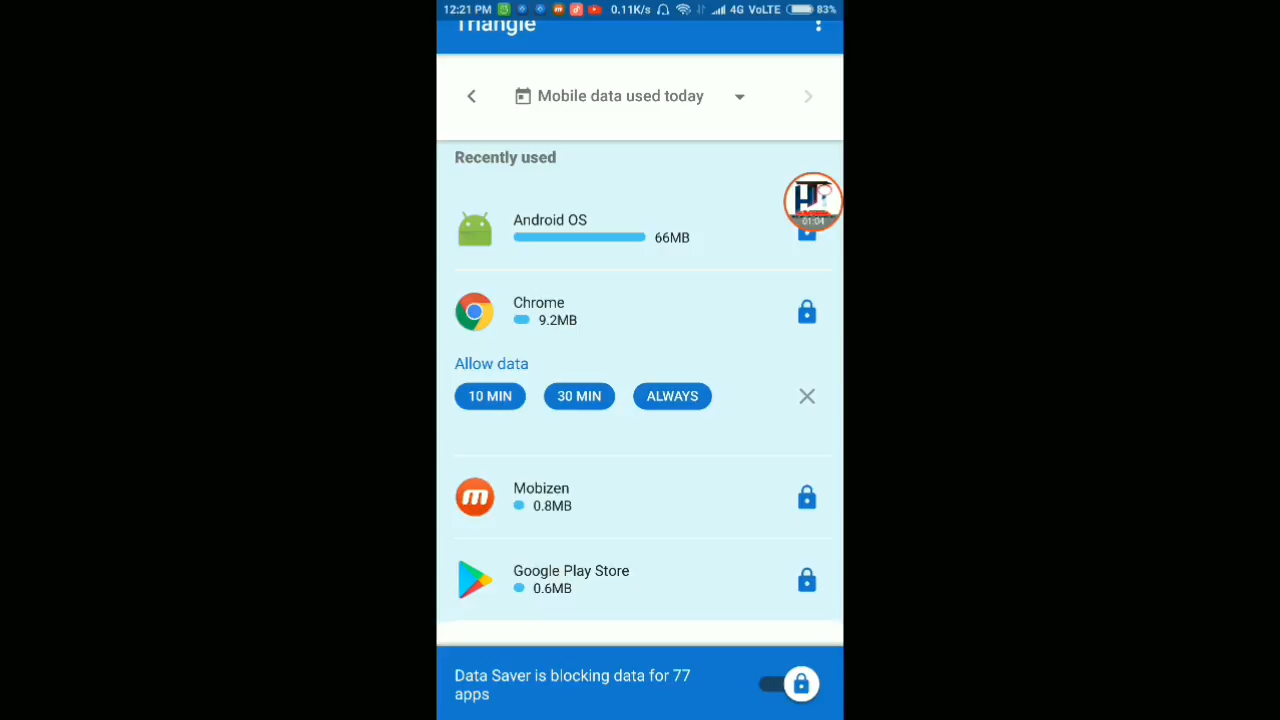 12:21 PM 0.11K/s 4G VoLTE 83%
Triangle
Mobile data used today
Recently used
Android OS
66MB
01:04
Chrome
9.2MB
Allow data
10 MIN 30 MIN ALWAYS
Mobizen
0.8MB
Google Play Store
0.6MB
Data Saver is blocking data for 77
apps